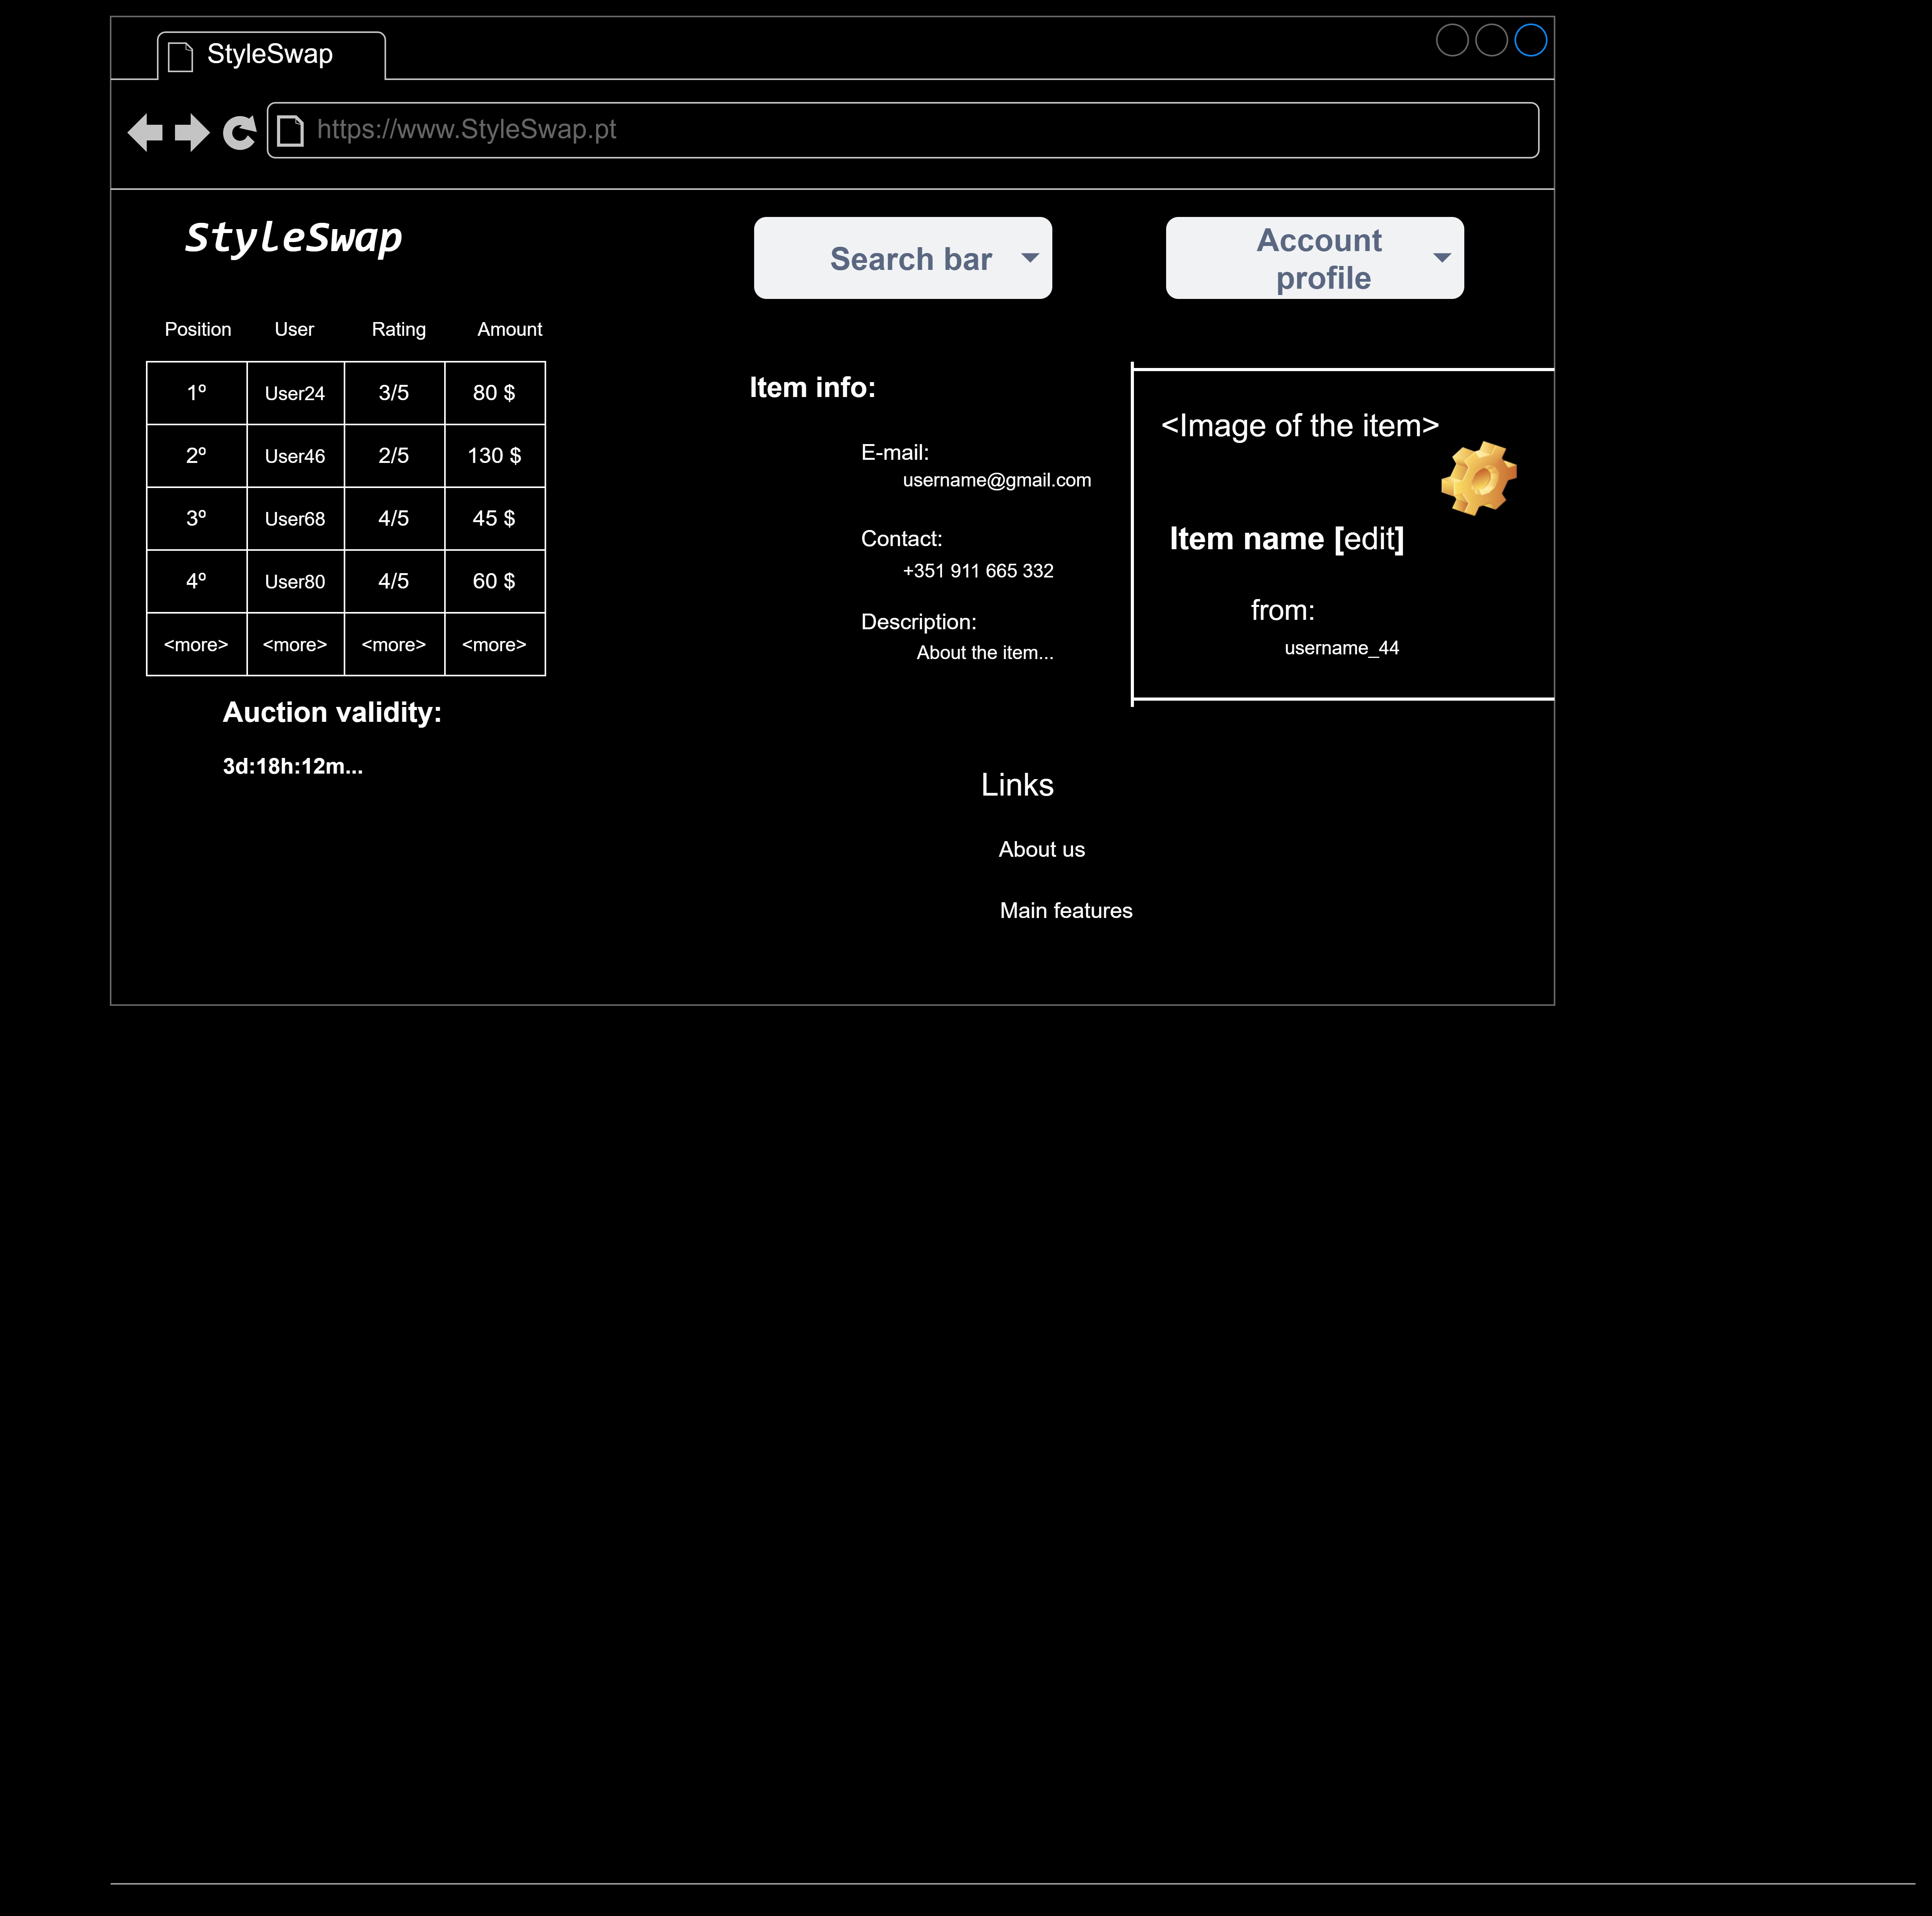 StyleSwap
https://www.StyleSwap.pt
StyleSwap
Search bar
Account
profile
Position User Rating Amount
1º User24 3/5 80 $
2º User46 2/5 130 $
3º User68 4/5 45 $
4º User80 4/5 60 $
<more> <more> <more> <more>
Auction validity:
3d:18h:12m...
Item info:
E-mail:
username@gmail.com
Contact:
+351 911 665 332
Description:
About the item...
<Image of the item>
Item name [edit]
from:
username_44
Links
About us
Main features